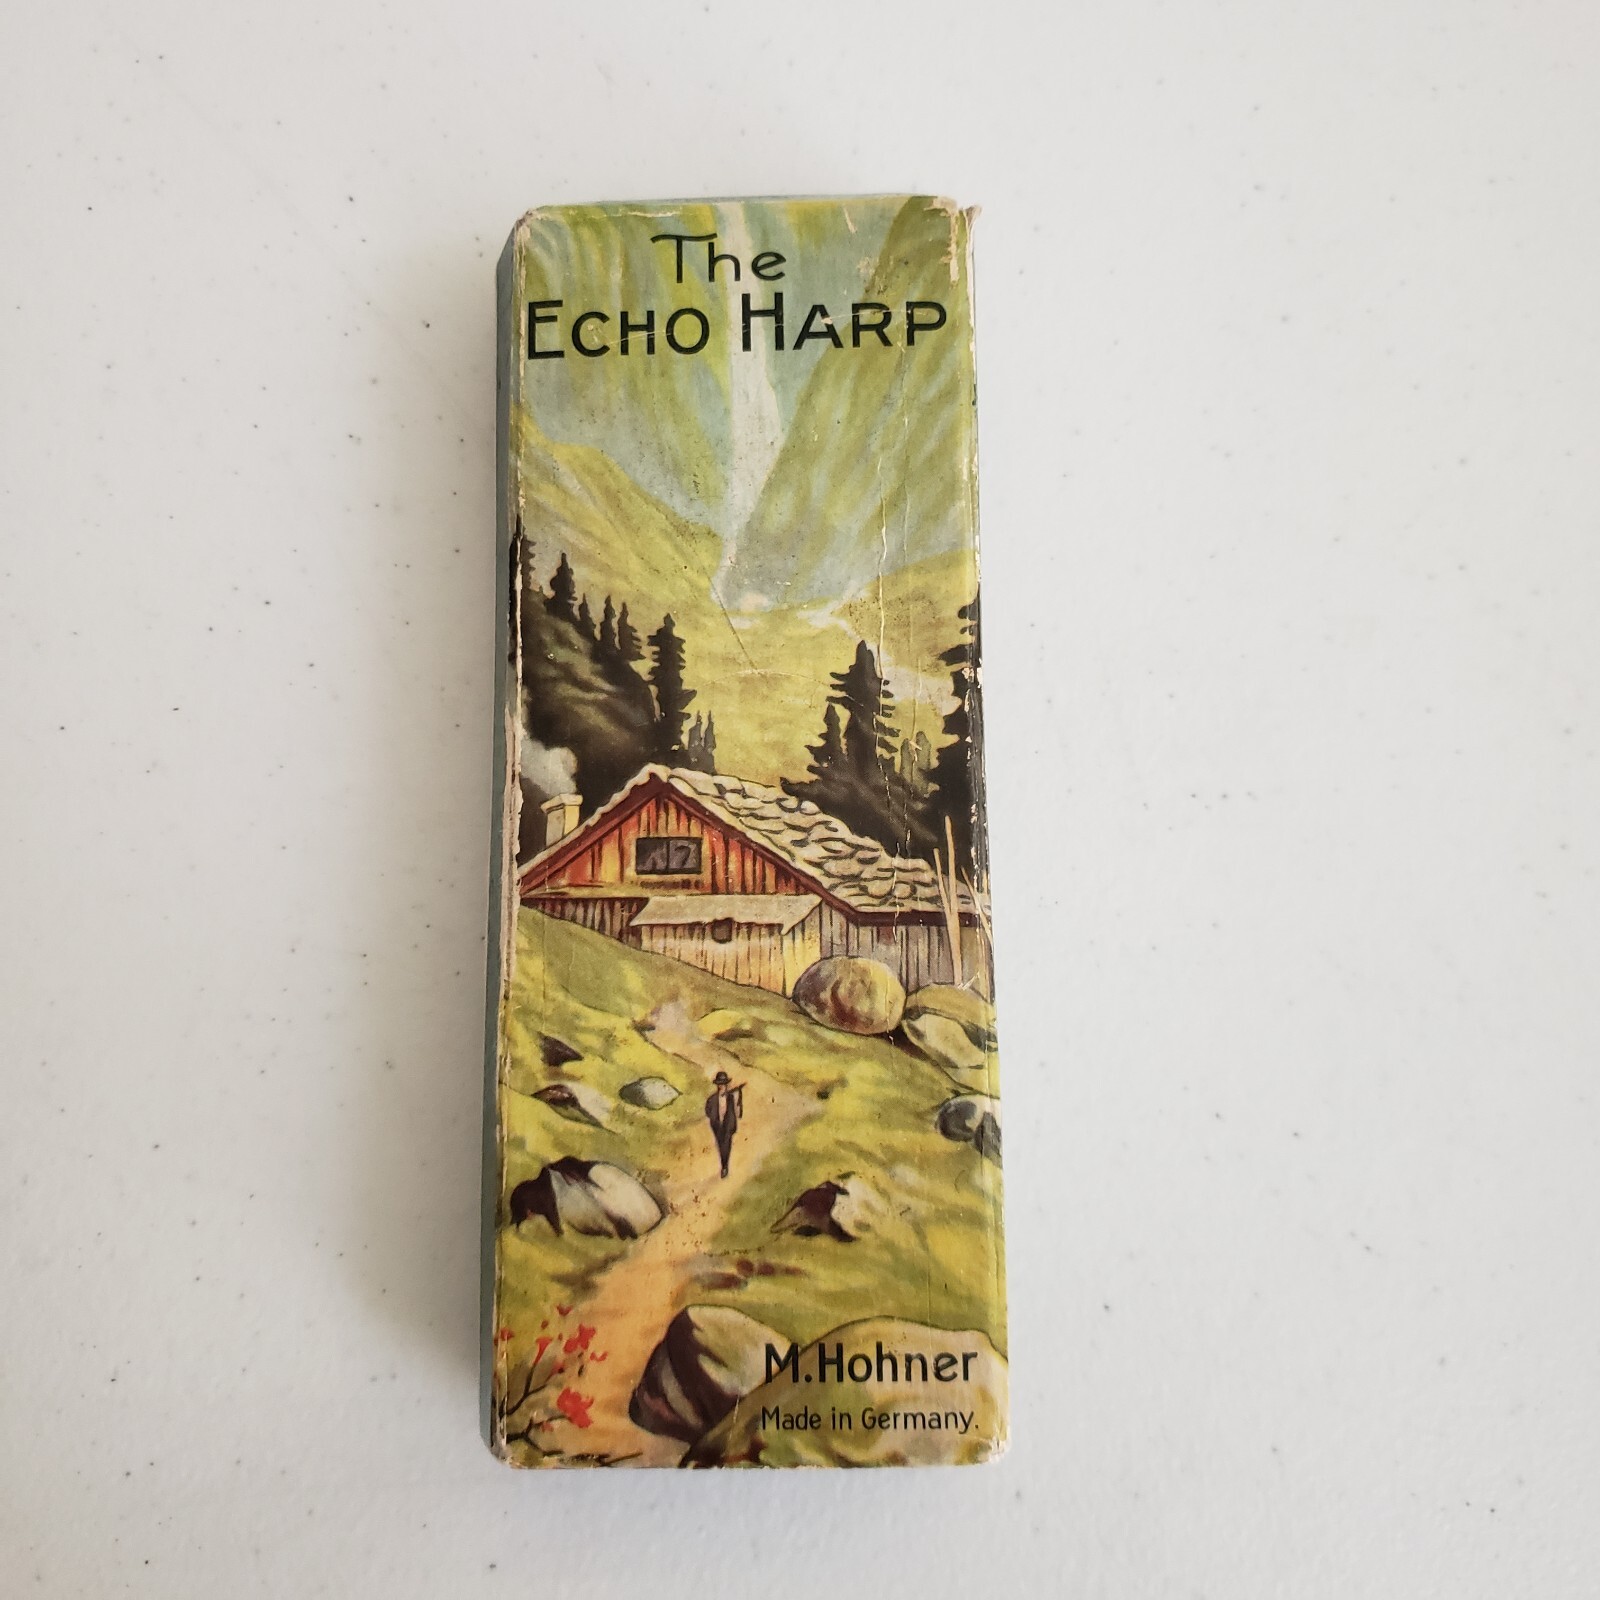 The
ECHO HARP
M.Hohner
Made in Germany.